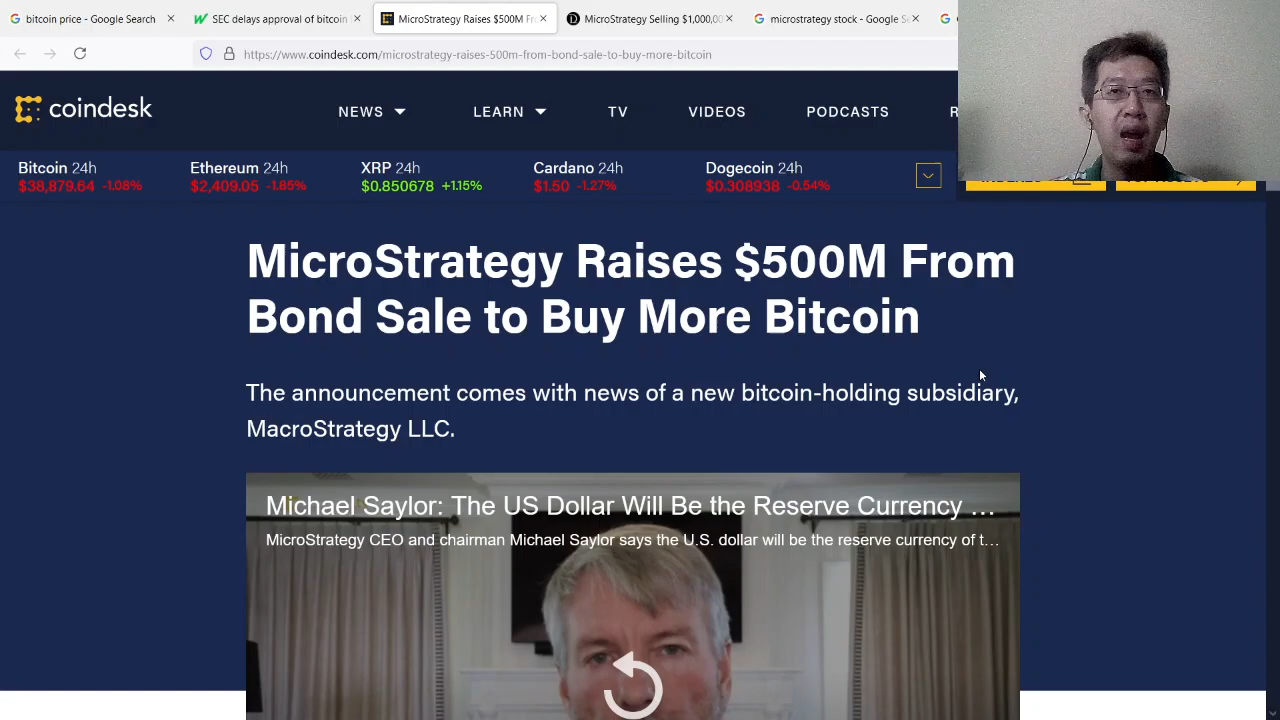 bitcoin price - Google Search
SEC delays approval of bitcoin
MicroStrategy Raises $500M Fr
MicroStrategy Selling $1,000,00
microstrategy stock - Google S
https://www.coindesk.com/microstrategy-raises-500m-from-bond-sale-to-buy-more-bitcoin
coindesk
NEWS
LEARN
TV
VIDEOS
PODCASTS
Bitcoin 24h
$38,879.64 -1.08%
Ethereum 24h
$2,409.05 -1.85%
XRP 24h
$0.850678 +1.15%
Cardano 24h
$1.50 -1.27%
Dogecoin 24h
$0.308938 -0.54%
MicroStrategy Raises $500M From
Bond Sale to Buy More Bitcoin
The announcement comes with news of a new bitcoin-holding subsidiary,
MacroStrategy LLC.
Michael Saylor: The US Dollar Will Be the Reserve Currency ...
MicroStrategy CEO and chairman Michael Saylor says the U.S. dollar will be the reserve currency of t...